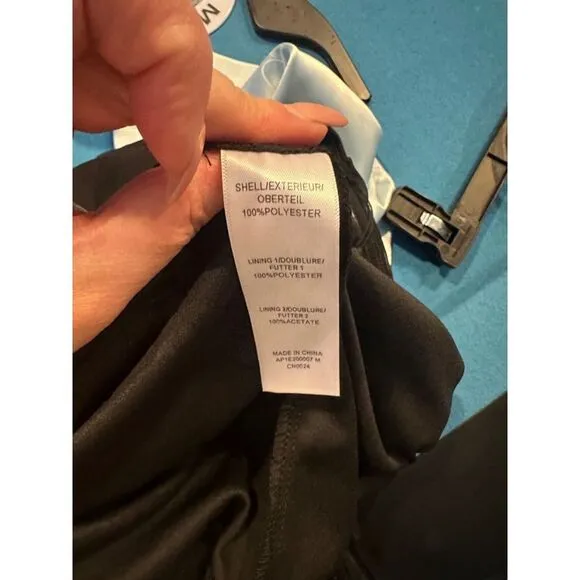 M
SHELL/EXTERIEUR/
OBERTEIL
100%POLYESTER
LINING 1/DOUBLURE/
FUTTER 1
100%POLYESTER
LINING 2/DOUBLURE/
FUTTER 2
100%ACETATE
MADE IN CHINA
AP1E200007 M
CN0024